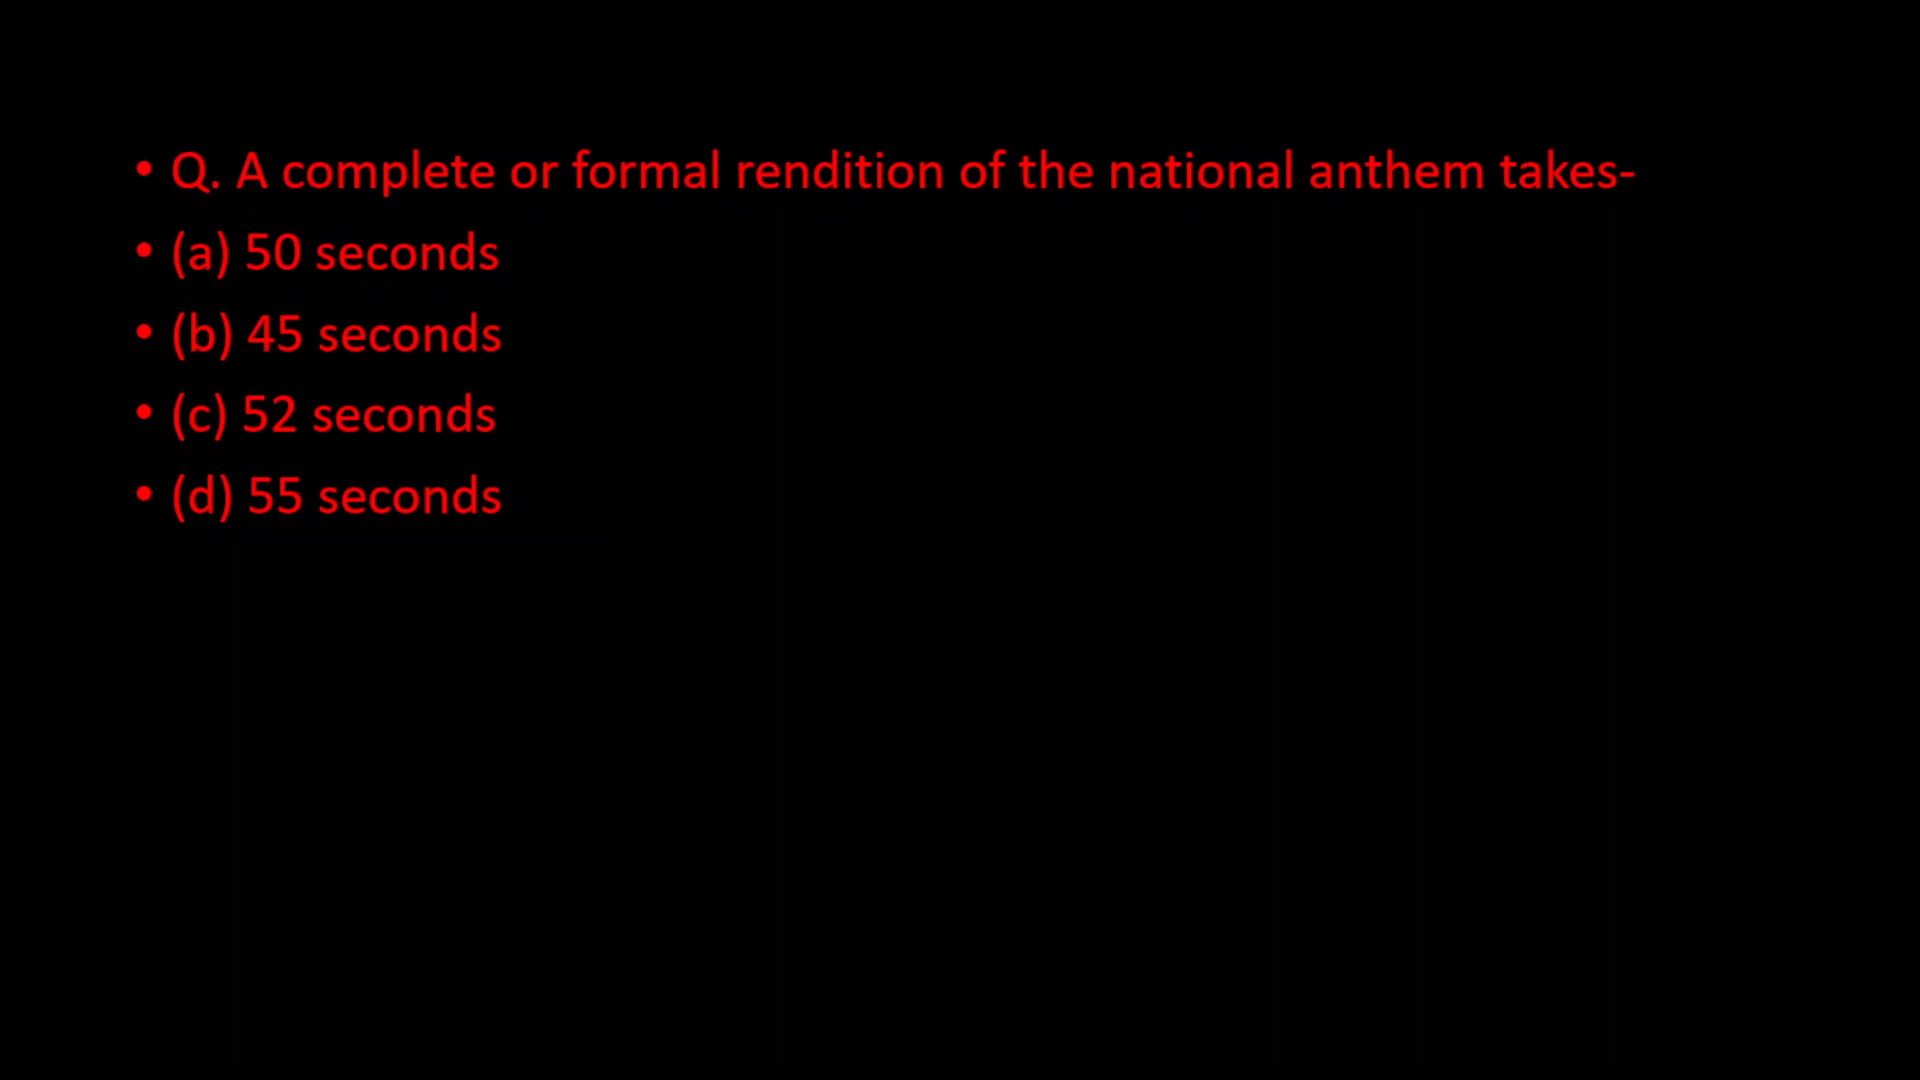 • Q. A complete or formal rendition of the national anthem takes-
• (a) 50 seconds
• (b) 45 seconds
• (c) 52 seconds
• (d) 55 seconds